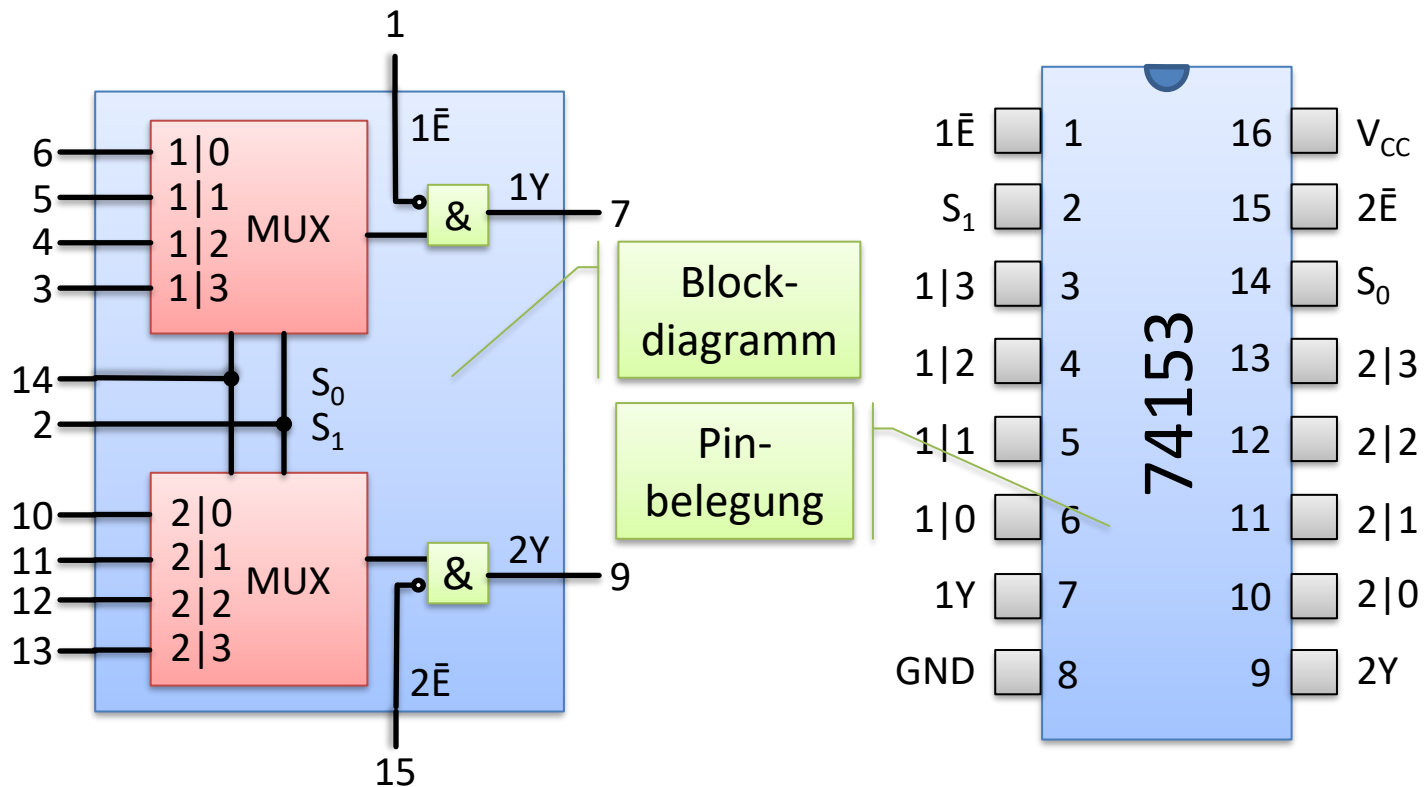 1
1Ē
6 1|0
5 1|1
4 1|2
3 1|3
MUX
&
1Y
7
14 S0
2 S1
10 2|0
11 2|1
12 2|2
13 2|3
MUX
&
2Y
9
2Ē
15
Block-
diagramm
Pin-
belegung
1Ē 1 16 VCC
S1 2 15 2Ē
1|3 3 14 S0
1|2 4 13 2|3
1|1 5 12 2|2
1|0 6 11 2|1
1Y 7 10 2|0
GND 8 9 2Y
74153